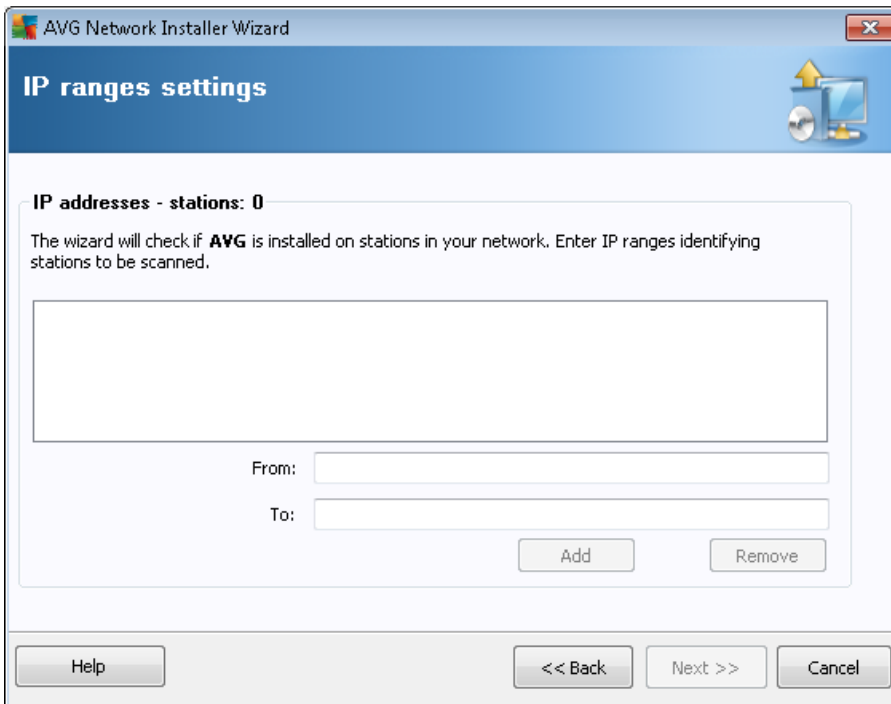 AVG Network Installer Wizard
IP ranges settings
IP addresses - stations: 0
The wizard will check if AVG is installed on stations in your network. Enter IP ranges identifying
stations to be scanned.
From:
To:
Add Remove
Help << Back Next >> Cancel